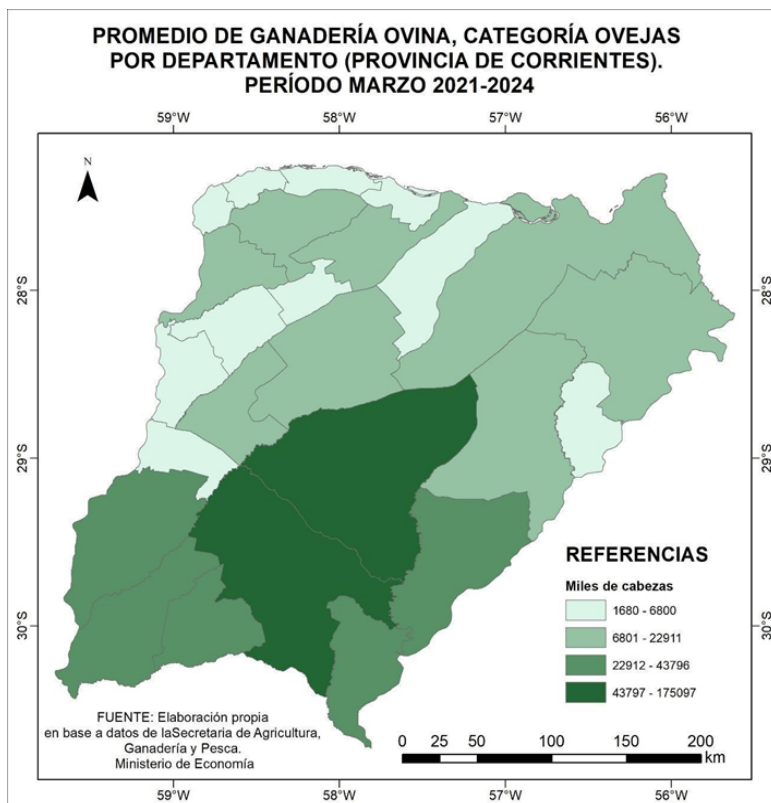 PROMEDIO DE GANADERÍA OVINA, CATEGORÍA OVEJAS
POR DEPARTAMENTO (PROVINCIA DE CORRIENTES).
PERÍODO MARZO 2021-2024
59°W 58°W 57°W 56°W
N
28°S 28°S
29°S 29°S
30°S 30°S
REFERENCIAS
Miles de cabezas
1680 - 6800
6801 - 22911
22912 - 43796
43797 - 175097
FUENTE: Elaboración propia
en base a datos de laSecretaria de Agricultura,
Ganadería y Pesca.
Ministerio de Economía
0 25 50 100 150 200
km
59°W 58°W 57°W 56°W